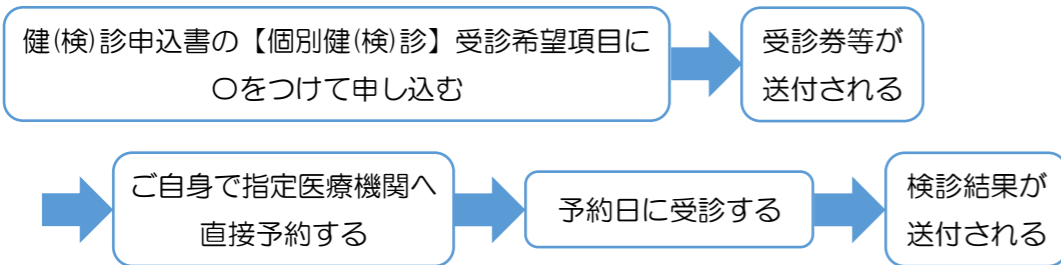 健(検)診申込書の【個別健(検)診】受診希望項目に
〇をつけて申し込む
受診券等が
送付される
ご自身で指定医療機関へ
直接予約する
予約日に受診する
検診結果が
送付される